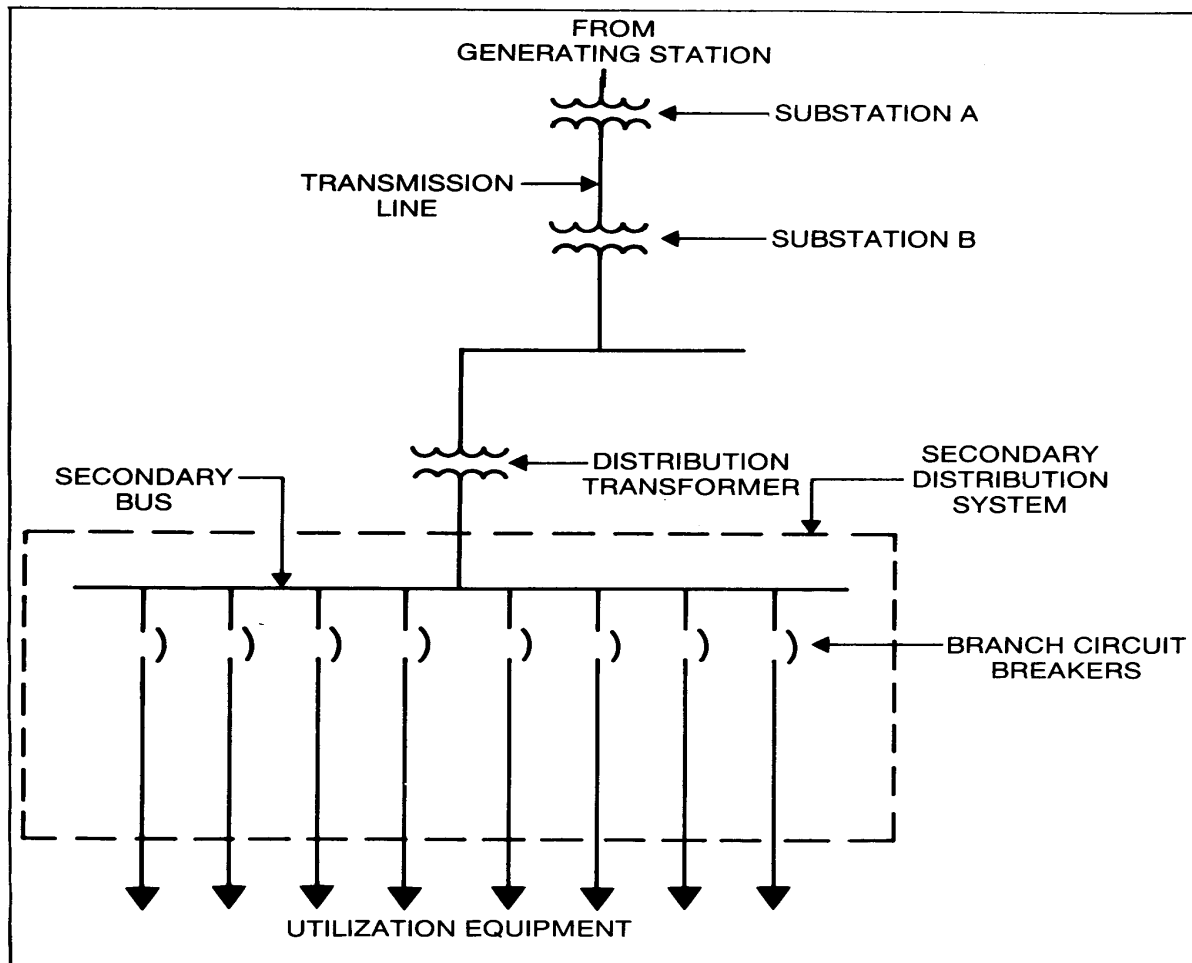 FROM
GENERATING STATION
SUBSTATION A
TRANSMISSION
LINE
SUBSTATION B
DISTRIBUTION
TRANSFORMER
SECONDARY
DISTRIBUTION
SYSTEM
SECONDARY
BUS
BRANCH CIRCUIT
BREAKERS
UTILIZATION EQUIPMENT